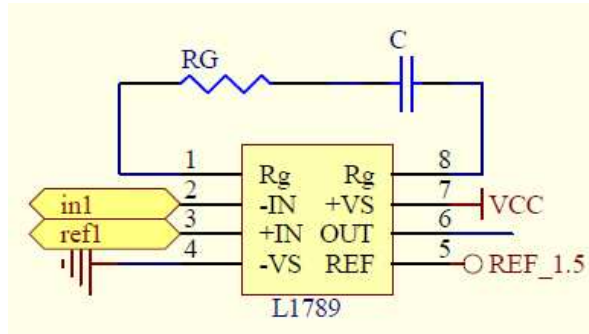 C
RG
1 Rg Rg 8
in1 2 -IN +VS 7 VCC
ref1 3 +IN OUT 6
4 -VS REF 5 REF_1.5
L1789